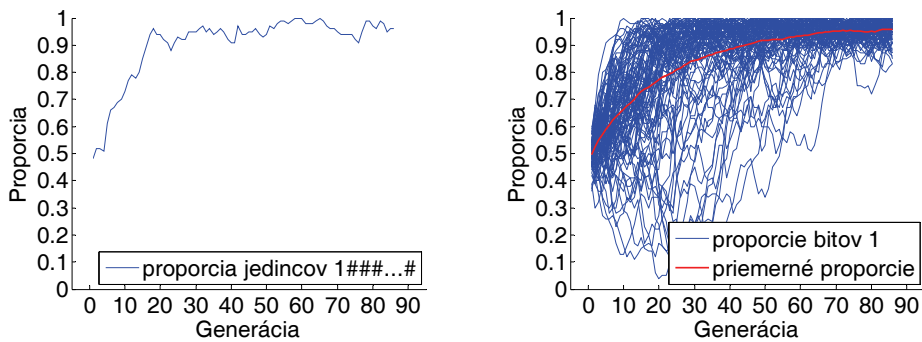 1
0.9
0.8
0.7
0.6
0.5
0.4
0.3
0.2
0.1
0
Proporcia
0 10 20 30 40 50 60 70 80 90
Generácia
proporcia jedincov 1###...#
1
0.9
0.8
0.7
0.6
0.5
0.4
0.3
0.2
0.1
0
Proporcia
0 10 20 30 40 50 60 70 80 90
Generácia
proporcie bitov 1
priemerné proporcie